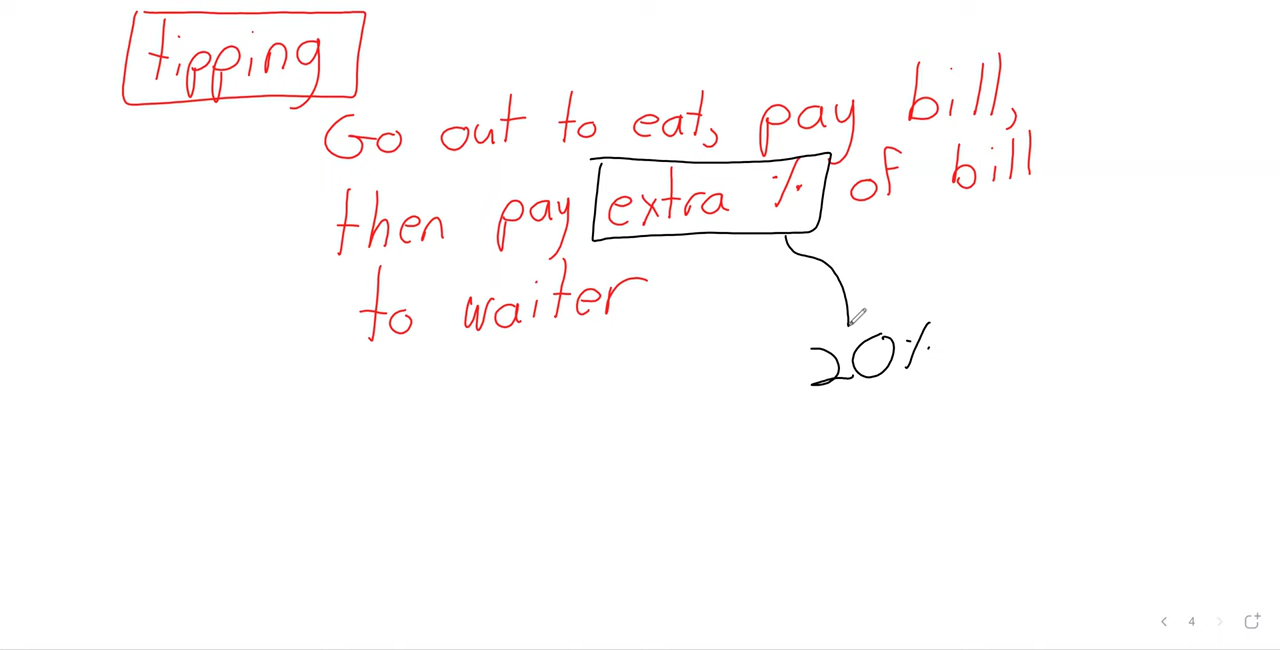 tipping
Go out to eat, pay bill,
then pay extra % of bill
to waiter
20%
4